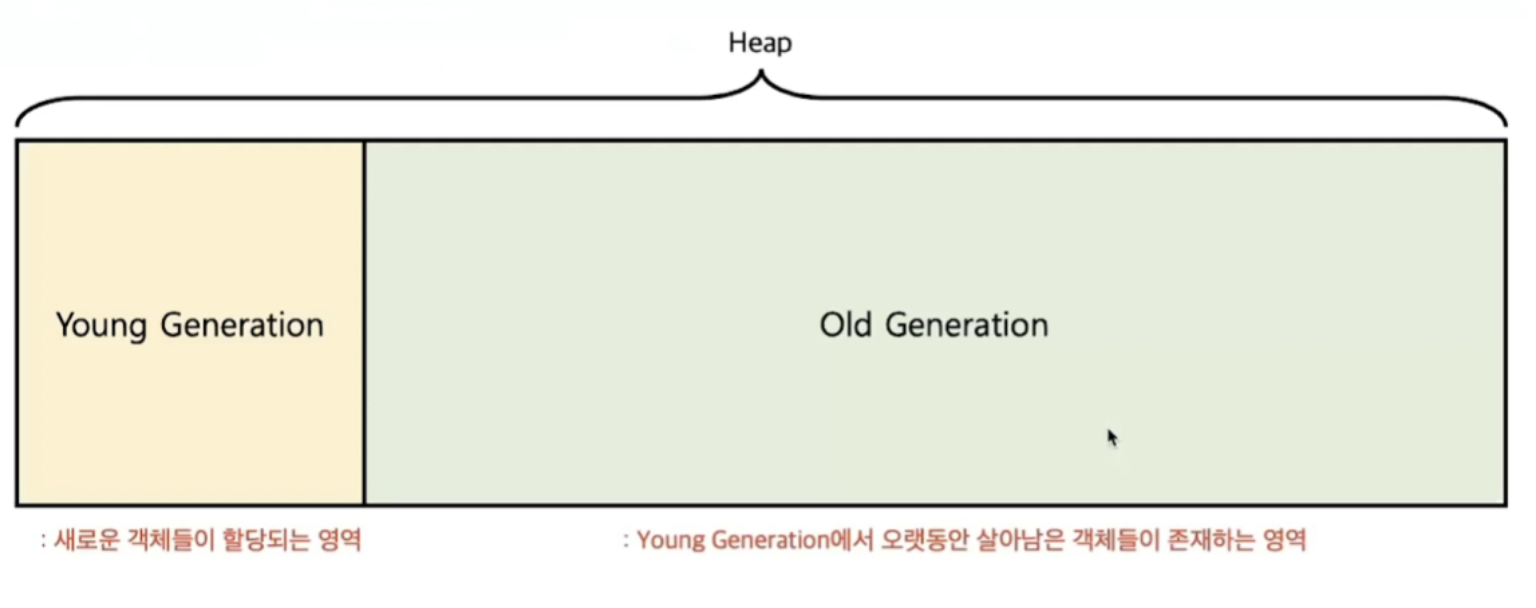 Heap
Young Generation
Old Generation
: 새로운 객체들이 할당되는 영역
: Young Generation에서 오랫동안 살아남은 객체들이 존재하는 영역